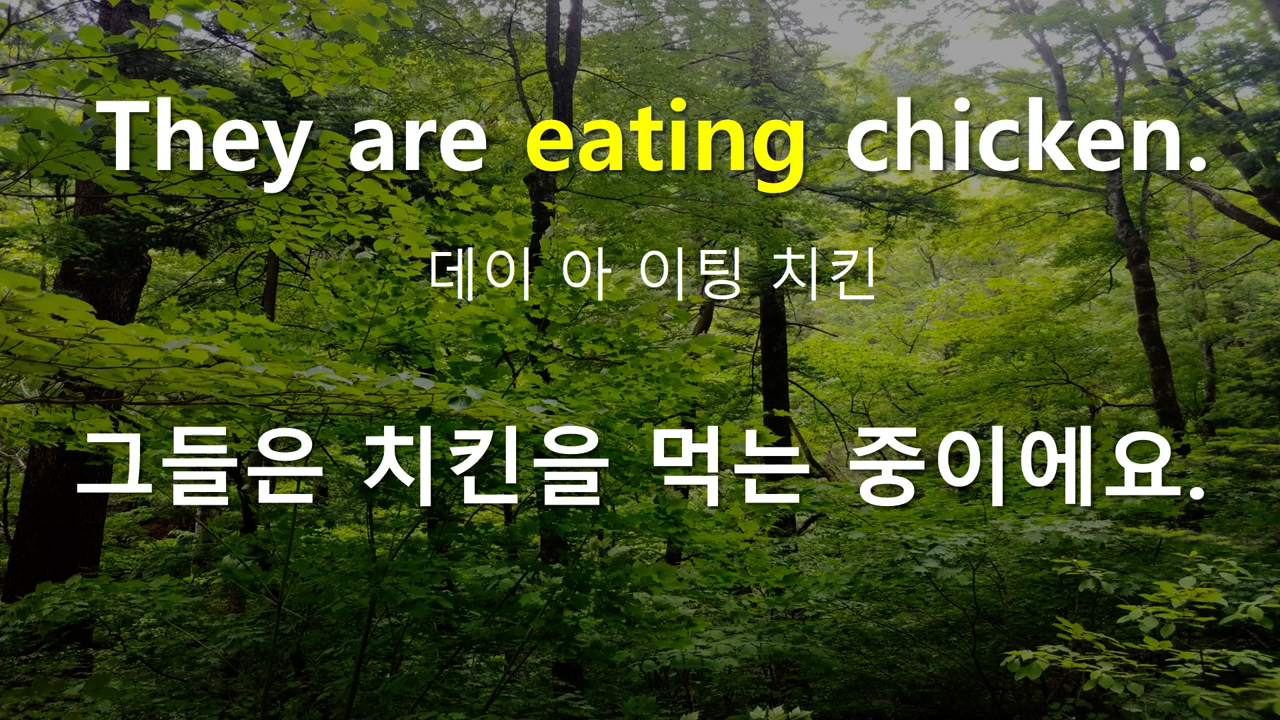 They are eating chicken.
데이 아 이팅 치킨
그들은 치킨을 먹는 중이에요.